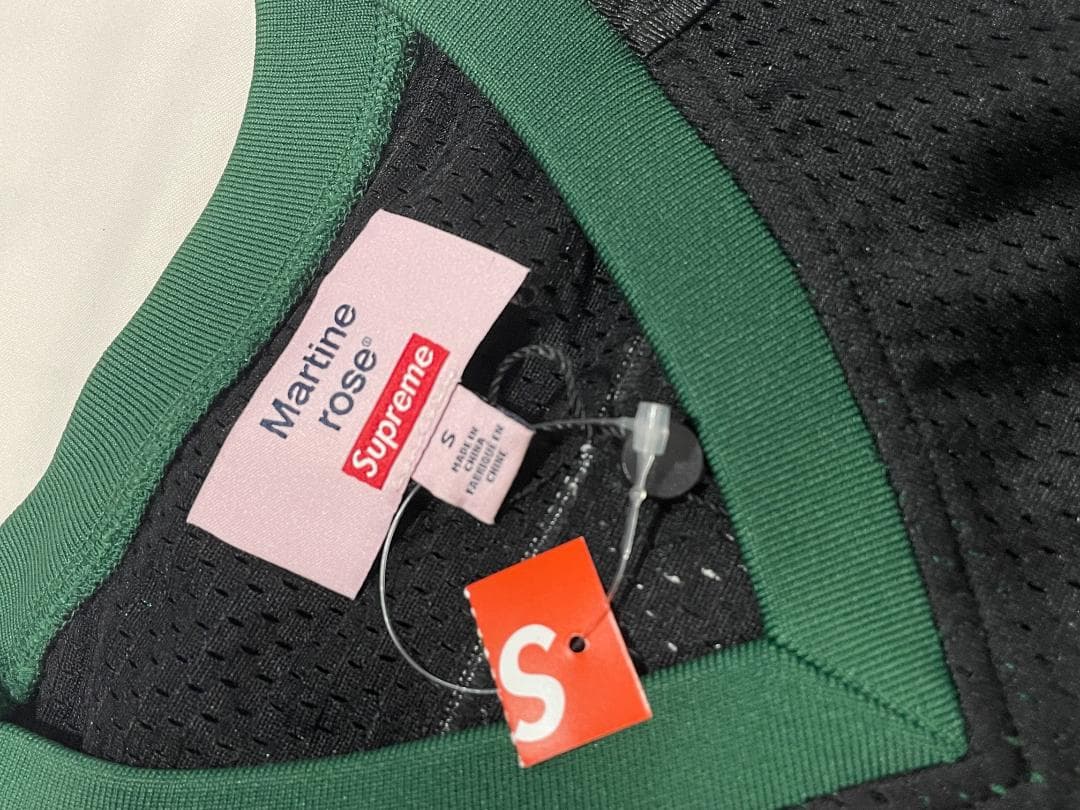 Martine
rose®
Supreme
S
MADE IN
CHINA
FABRIQUÉ EN
CHINE
S